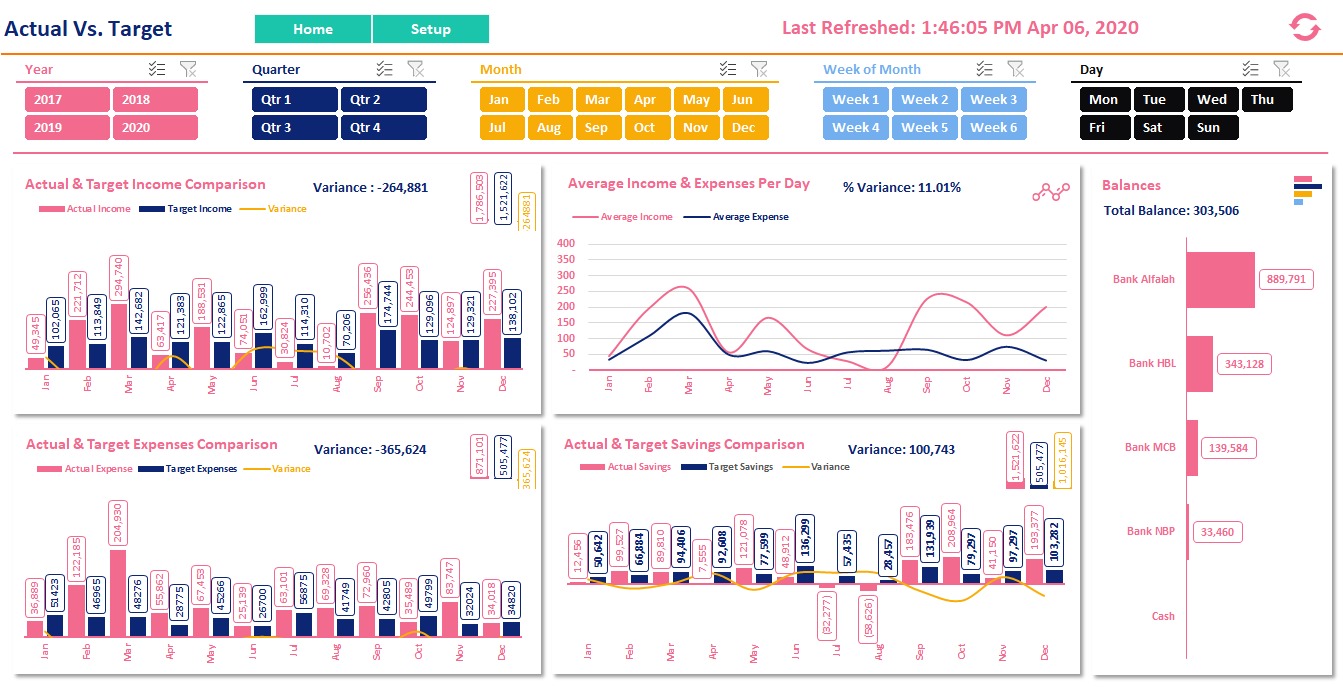 Actual Vs. Target
Home
Setup
Last Refreshed: 1:46:05 PM Apr 06, 2020
Year
Quarter
Month
Week of Month
Day
2017 2018
2019 2020
Qtr 1 Qtr 2
Qtr 3 Qtr 4
Jan Feb Mar Apr May Jun
Jul Aug Sep Oct Nov Dec
Week 1 Week 2 Week 3
Week 4 Week 5 Week 6
Mon Tue Wed Thu
Fri Sat Sun
Actual & Target Income Comparison
Variance : -264,881
1,786,503
1,521,622
264881
Actual Income Target Income Variance
49,345 102,065 221,712 113,849 294,740 142,682 63,417 121,383 188,531 122,865 74,051 162,999 30,824 114,310 10,702 70,206 256,436 174,744 244,453 129,096 124,897 129,321 227,395 138,102
Jan Feb Mar Apr May Jun Jul Aug Sep Oct Nov Dec
Average Income & Expenses Per Day
% Variance: 11.01%
Average Income Average Expense
400
350
300
250
200
150
100
50
-
Jan Feb Mar Apr May Jun Jul Aug Sep Oct Nov Dec
Actual & Target Expenses Comparison
Variance: -365,624
871,101
505,477
365,624
Actual Expense Target Expenses Variance
36,889 51423 122,185 46965 204,930 48276 55,862 28775 67,453 45266 25,139 26700 63,101 56875 69,328 41749 72,960 42805 35,489 49799 83,747 32024 34,018 34820
Jan Feb Mar Apr May Jun Jul Aug Sep Oct Nov Dec
Actual & Target Savings Comparison
Variance: 100,743
1,521,622
505,477
1,016,145
Actual Savings Target Savings Variance
12,456 50,642 99,527 66,884 89,810 94,406 7,555 92,608 121,078 77,599 48,912 136,299 (32,277) 57,435 (58,626) 28,457 183,476 131,939 208,964 79,297 41,150 97,297 193,377 103,282
Jan Feb Mar Apr May Jun Jul Aug Sep Oct Nov Dec
Balances
Total Balance: 303,506
Bank Alfalah 889,791
Bank HBL 343,128
Bank MCB 139,584
Bank NBP 33,460
Cash